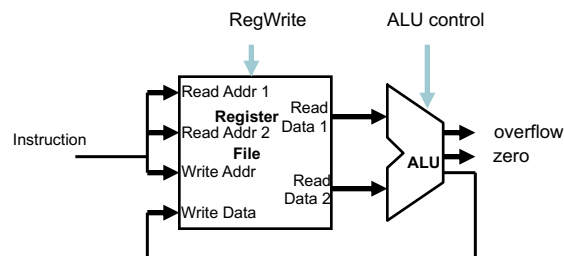 RegWrite
ALU control
Instruction
Read Addr 1
Register
Read Addr 2
File
Write Addr
Write Data
Read
Data 1
Read
Data 2
ALU
overflow
zero